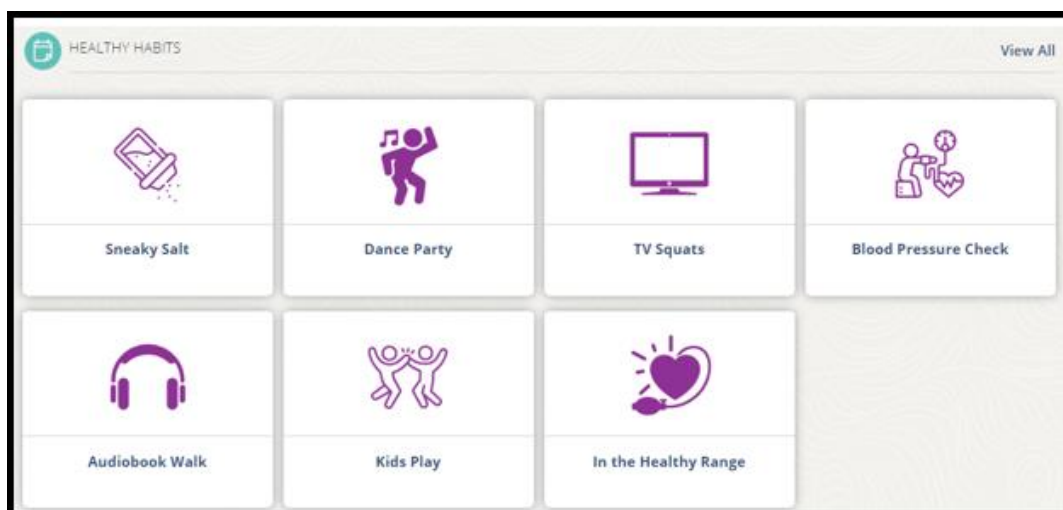 HEALTHY HABITS
View All
Sneaky Salt
Dance Party
TV Squats
Blood Pressure Check
Audiobook Walk
Kids Play
In the Healthy Range